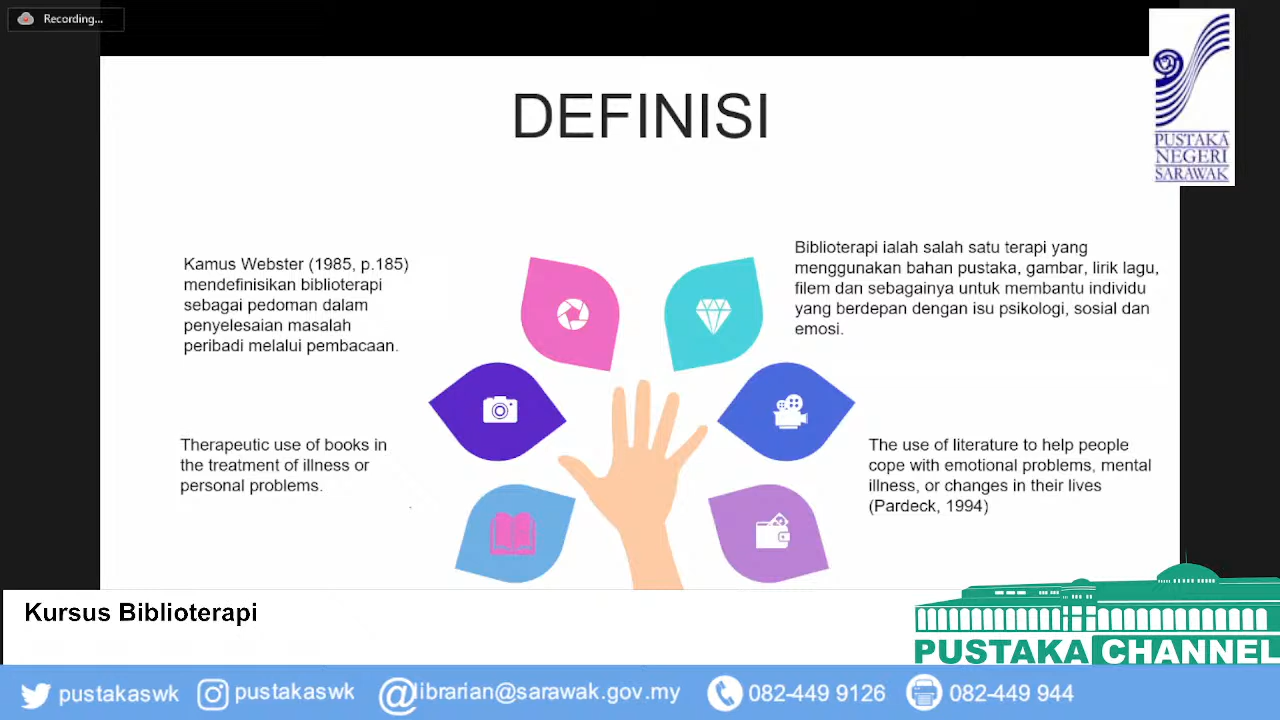 Recording...
DEFINISI
PUSTAKA
NEGERI
SARAWAK
Kamus Webster (1985, p.185)
mendefinisikan biblioterapi
sebagai pedoman dalam
penyelesaian masalah
peribadi melalui pembacaan.
Biblioterapi ialah salah satu terapi yang
menggunakan bahan pustaka, gambar, lirik lagu,
filem dan sebagainya untuk membantu individu
yang berdepan dengan isu psikologi, sosial dan
emosi.
Therapeutic use of books in
the treatment of illness or
personal problems.
The use of literature to help people
cope with emotional problems, mental
illness, or changes in their lives
(Pardeck, 1994)
Kursus Biblioterapi
PUSTAKA CHANNEL
pustakaswk
pustakaswk
@librarian@sarawak.gov.my
082-449 9126
082-449 944